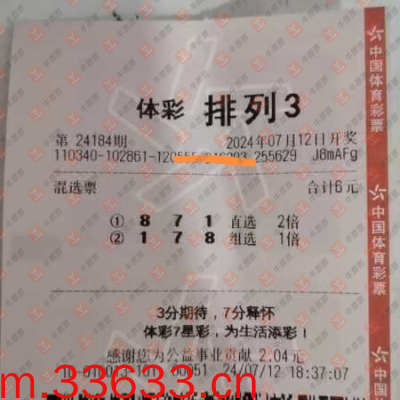 体彩 排列3
第 24184期 2024年07月12日开奖
110340-102861-120 255629 J8mAFg
混选票 合计6元
① 8 7 1 直选 2倍
② 1 7 8 组选 1倍
3分期待，7分释怀
体彩7星彩，为生活添彩！
感谢您为公益事业贡献 2.04元
24/07/12 18:37:07
m.33633.cn
中国体育彩票
中国体育彩票
中国体育彩票